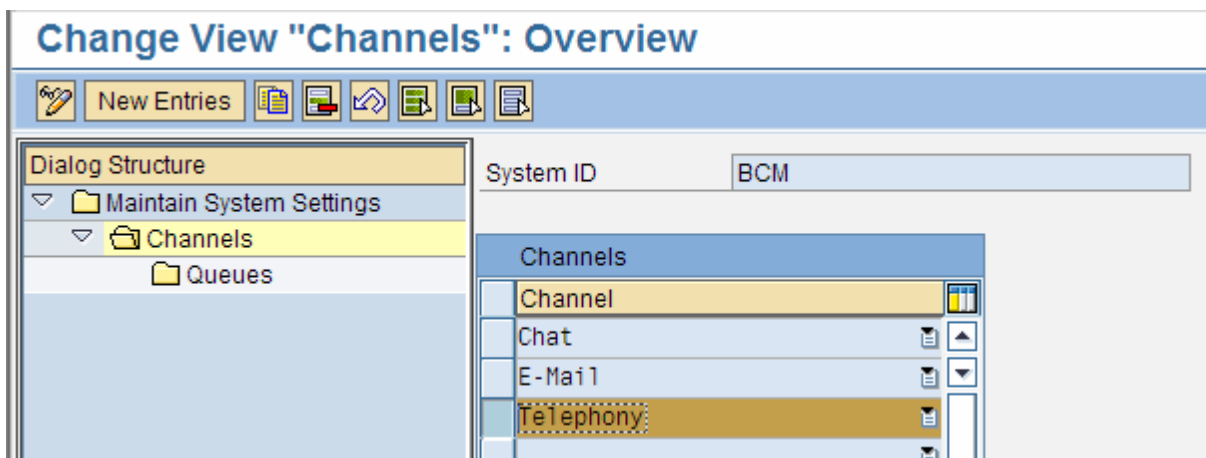 Change View "Channels": Overview
New Entries
Dialog Structure
Maintain System Settings
Channels
Queues
System ID BCM
Channels
Channel
Chat
E-Mail
Telephony